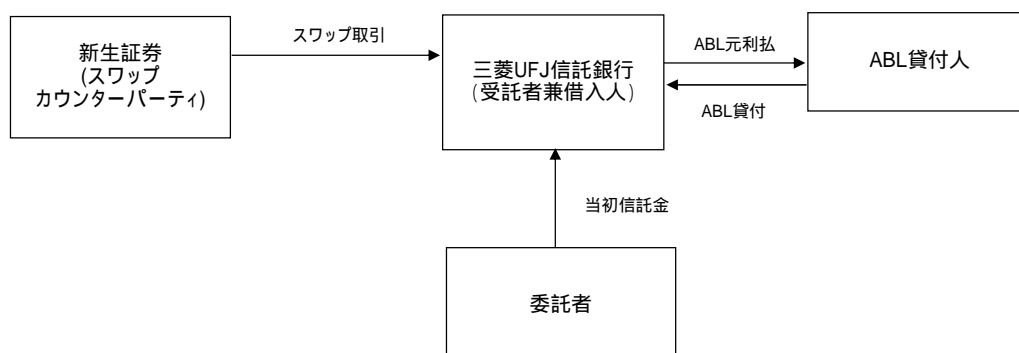 新生証券
(スワップ
カウンターパーティ)
スワップ取引
三菱UFJ信託銀行
(受託者兼借入人)
ABL元利払
ABL貸付
ABL貸付人
当初信託金
委託者